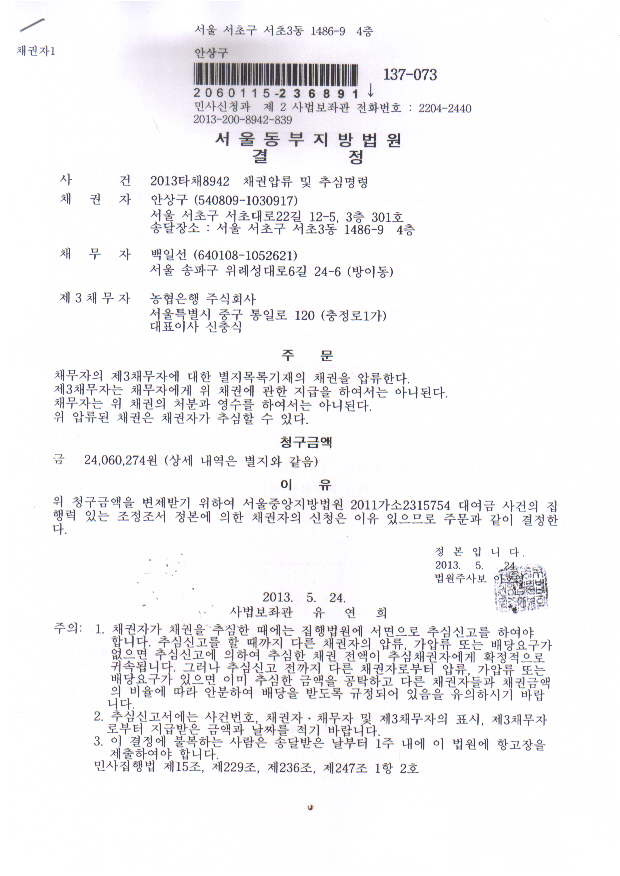 서울 서초구 서초3동 1486-9 4층
채권자1
안상구
137-073
2060115-236891
민사신청과 제 2 사법보좌관 전화번호 : 2204-2440
2013-200-8942-839
서울동부지방법원
결 정
사 건 2013타채8942 채권압류 및 추심명령
채 권 자 안상구 (540809-1030917)
서울 서초구 서초대로22길 12-5, 3층 301호
송달장소 : 서울 서초구 서초3동 1486-9 4층
채 무 자 백일선 (640108-1052621)
서울 송파구 위례성대로6길 24-6 (방이동)
제3채무자 농협은행 주식회사
서울특별시 중구 통일로 120 (충정로1가)
대표이사 신충식
주 문
채무자의 제3채무자에 대한 별지목록기재의 채권을 압류한다.
제3채무자는 채무자에게 위 채권에 관한 지급을 하여서는 아니된다.
채무자는 위 채권의 처분과 영수를 하여서는 아니된다.
위 압류된 채권은 채권자가 추심할 수 있다.
청구금액
금 24,060,274원 (상세 내역은 별지와 같음)
이 유
위 청구금액을 변제받기 위하여 서울중앙지방법원 2011가소2315754 대여금 사건의 집
행력 있는 조정조서 정본에 의한 채권자의 신청은 이유 있으므로 주문과 같이 결정한
다.
정 본 입 니 다.
2013. 5. 24.
법원주사보
2013. 5. 24.
사법보좌관 유 연 희
주의: 1. 채권자가 채권을 추심한 때에는 집행법원에 서면으로 추심신고를 하여야
합니다. 추심신고를 할 때까지 다른 채권자의 압류, 가압류 또는 배당요구가
없으면 추심신고에 의하여 추심한 채권 전액이 추심채권자에게 확정적으로
귀속됩니다. 그러나 추심신고 전까지 다른 채권자로부터 압류, 가압류 또는
배당요구가 있으면 이미 추심한 금액을 공탁하고 다른 채권자들과 채권금액
의 비율에 따라 안분하여 배당을 받도록 규정되어 있음을 유의하시기 바랍
니다.
2. 추심신고서에는 사건번호, 채권자·채무자 및 제3채무자의 표시, 제3채무자
로부터 지급받은 금액과 날짜를 적기 바랍니다.
3. 이 결정에 불복하는 사람은 송달받은 날부터 1주 내에 이 법원에 항고장을
제출하여야 합니다.
민사집행법 제15조, 제229조, 제236조, 제247조 1항 2호